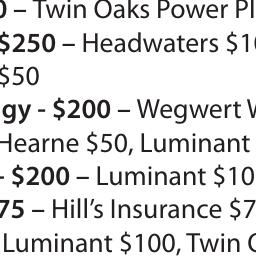 – Twin Oaks Power Pl
$250 – Headwaters $10
$50
gy - $200 – Wegwert W
Hearne $50, Luminant
- $200 – Luminant $10
75 – Hill’s Insurance $7
Luminant $100, Twin O